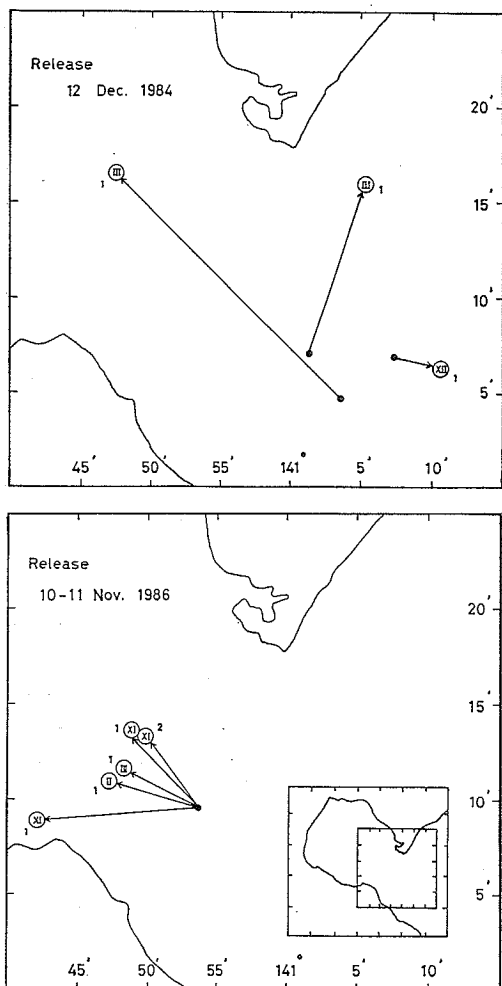 Release
12 Dec. 1984
20'
III 1
III 1
15'
10'
XII 1
5'
45' 50' 55' 141° 5' 10'
Release
10-11 Nov. 1986
20'
1 XI XI 2
15'
1 IX
1 II
10'
XI 1
5'
45' 50' 55' 141° 5' 10'